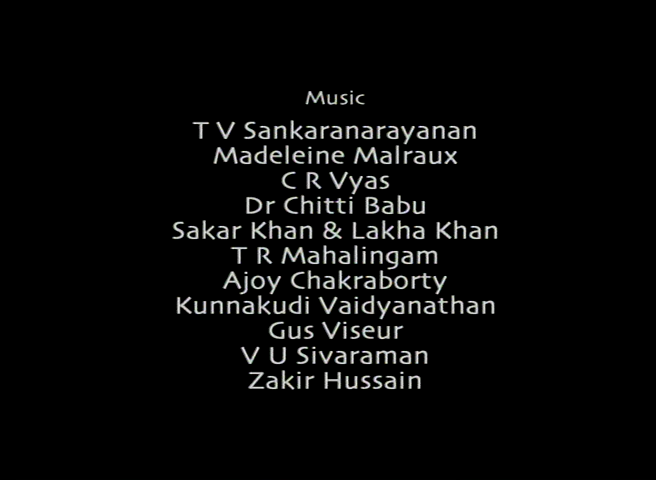 Music
T V Sankaranarayanan
Madeleine Malraux
C R Vyas
Dr Chitti Babu
Sakar Khan & Lakha Khan
T R Mahalingam
Ajoy Chakraborty
Kunnakudi Vaidyanathan
Gus Viseur
V U Sivaraman
Zakir Hussain